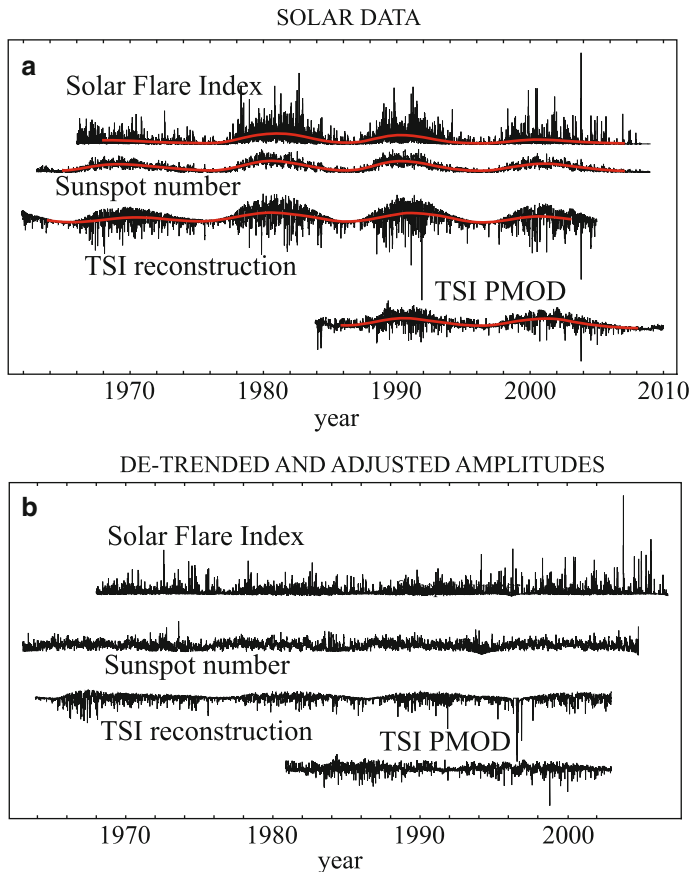 SOLAR DATA
a
Solar Flare Index
Sunspot number
TSI reconstruction
TSI PMOD
1970 1980 1990 2000 2010
year
DE-TRENDED AND ADJUSTED AMPLITUDES
b
Solar Flare Index
Sunspot number
TSI reconstruction
TSI PMOD
1970 1980 1990 2000
year